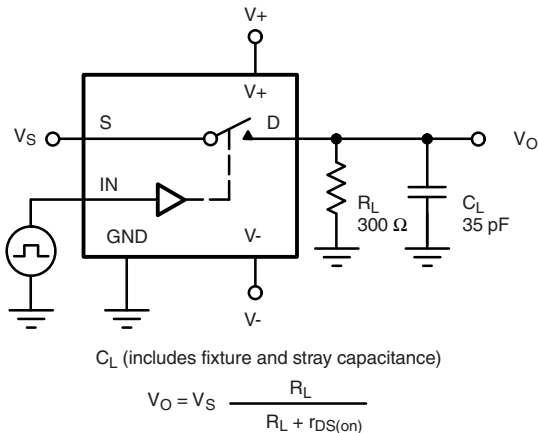 V+
V+
S
D
VS
VO
IN
RL
300 Ω
CL
35 pF
GND
V-
V-
CL (includes fixture and stray capacitance)
VO = VS RL
RL + rDS(on)